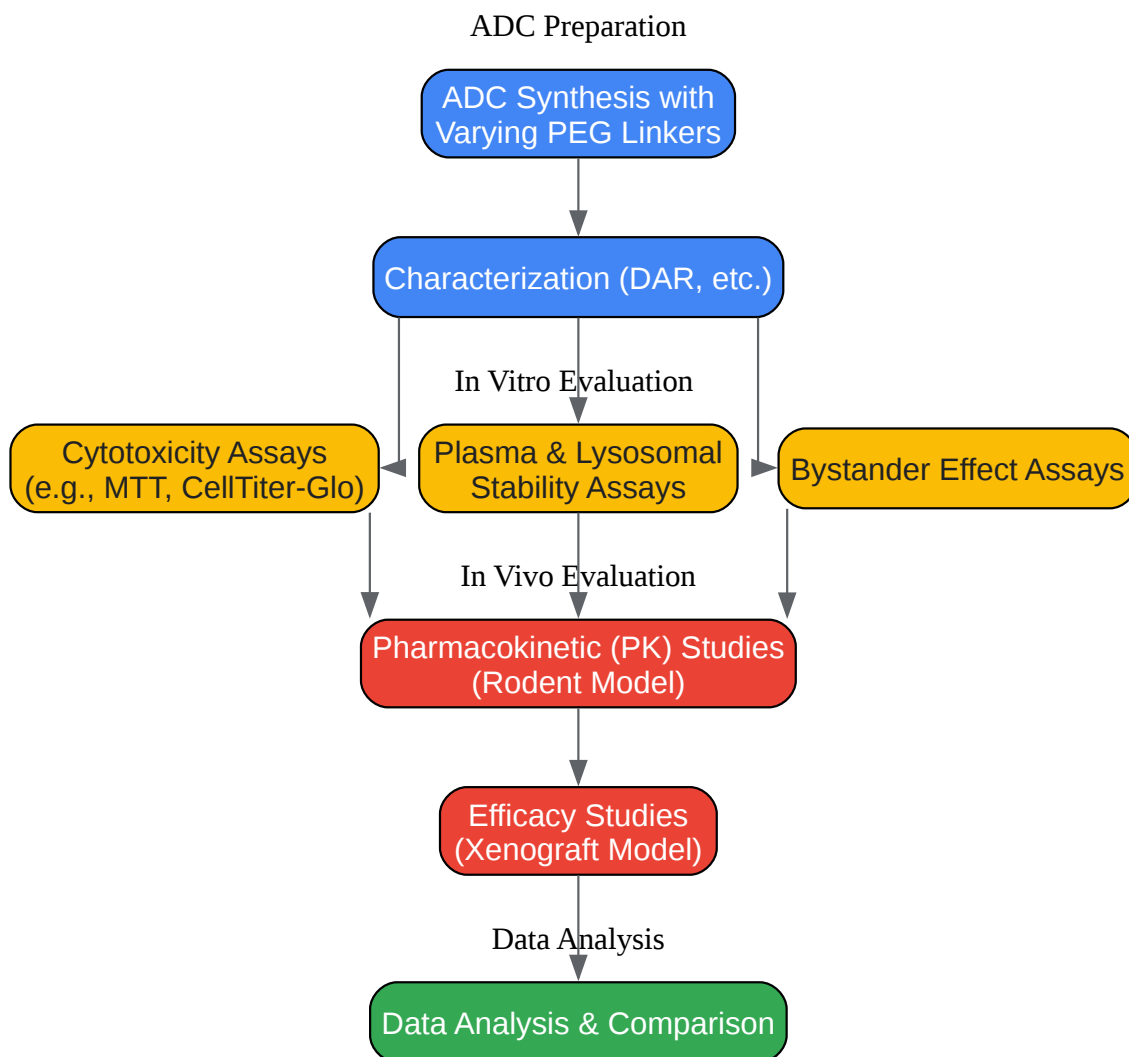 ADC Preparation
ADC Synthesis with
Varying PEG Linkers
Characterization (DAR, etc.)
In Vitro Evaluation
Cytotoxicity Assays
(e.g., MTT, CellTiter-Glo)
Plasma & Lysosomal
Stability Assays
Bystander Effect Assays
In Vivo Evaluation
Pharmacokinetic (PK) Studies
(Rodent Model)
Efficacy Studies
(Xenograft Model)
Data Analysis
Data Analysis & Comparison